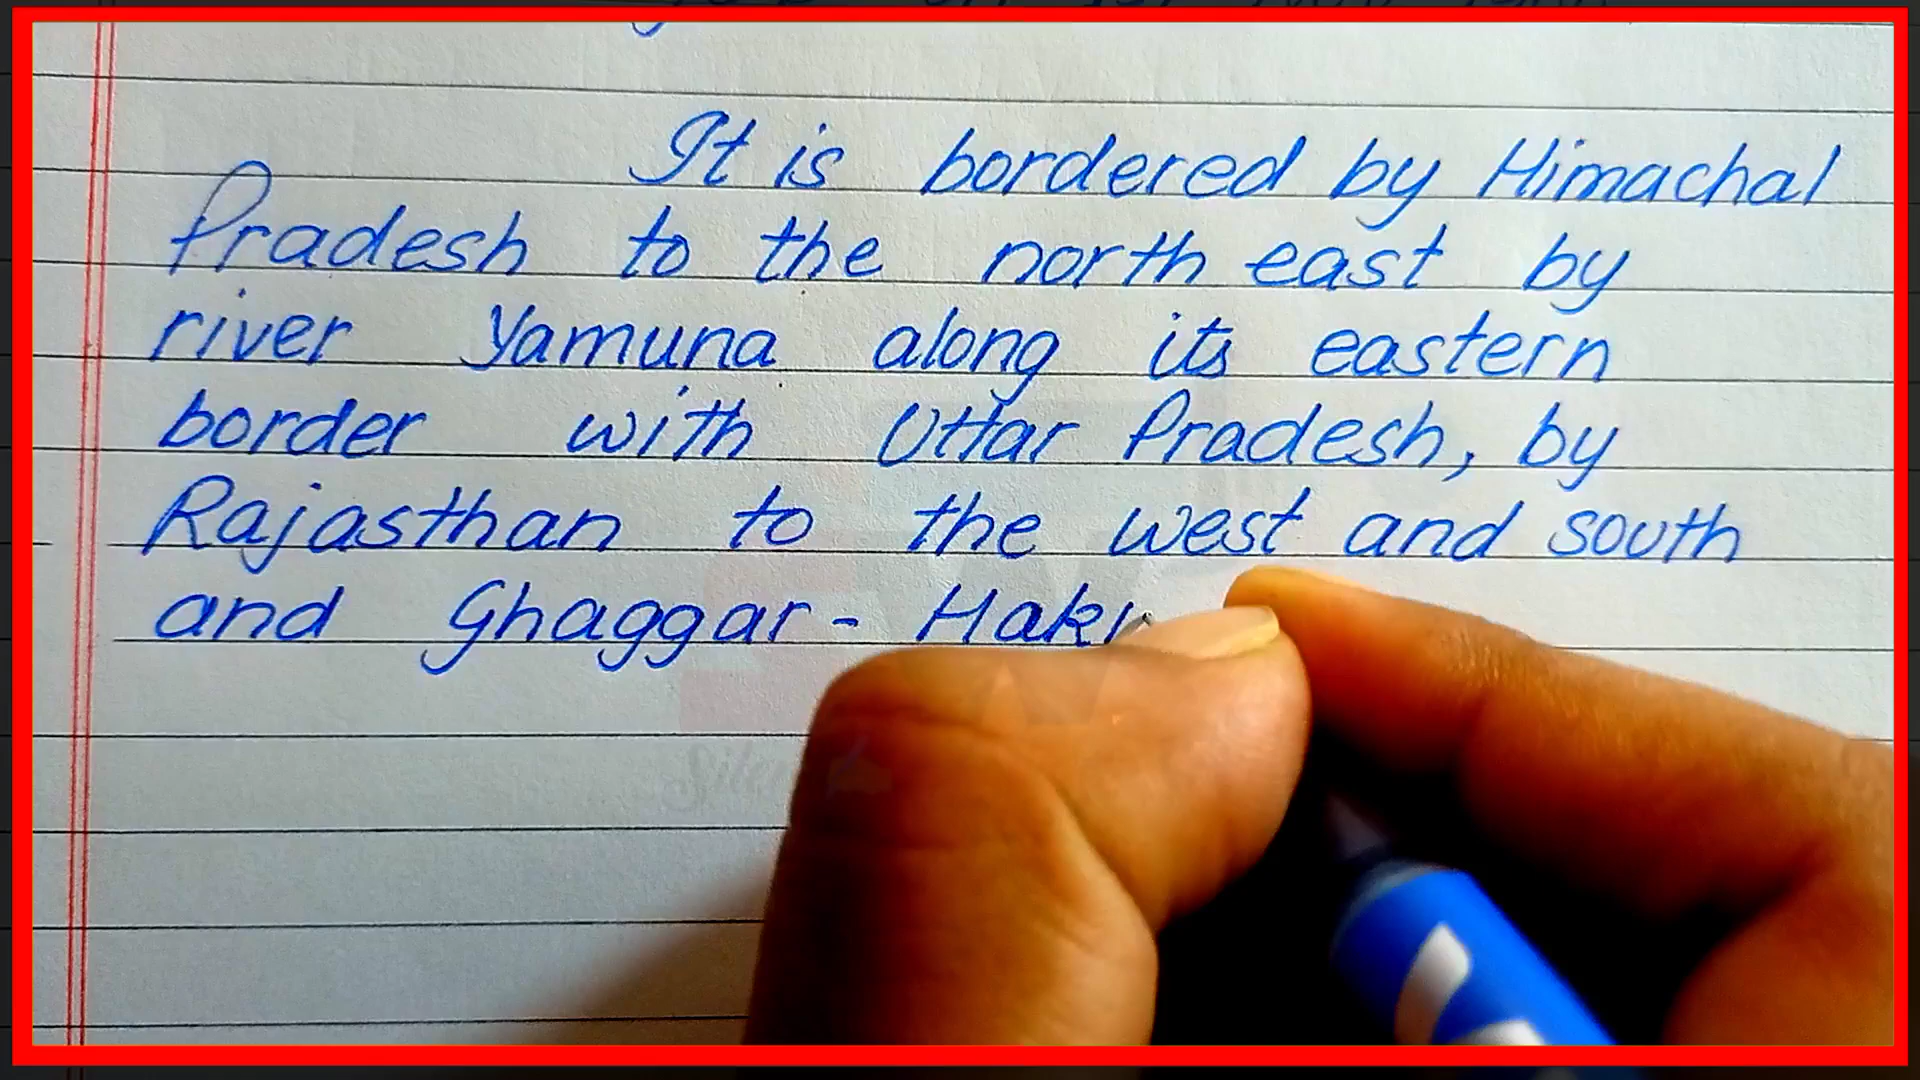 It is bordered by Himachal
Pradesh to the north east by
river Yamuna along its eastern
border with Uttar Pradesh, by
Rajasthan to the west and south
and Ghaggar - Hak